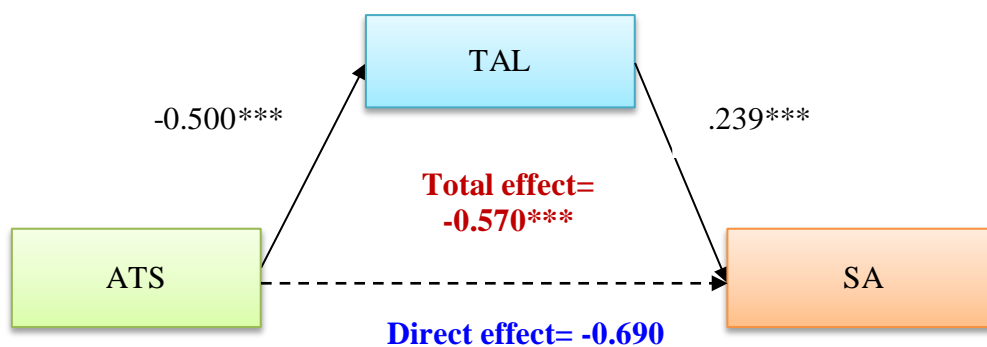 TAL
-0.500***
.239***
Total effect=
-0.570***
ATS
SA
Direct effect= -0.690